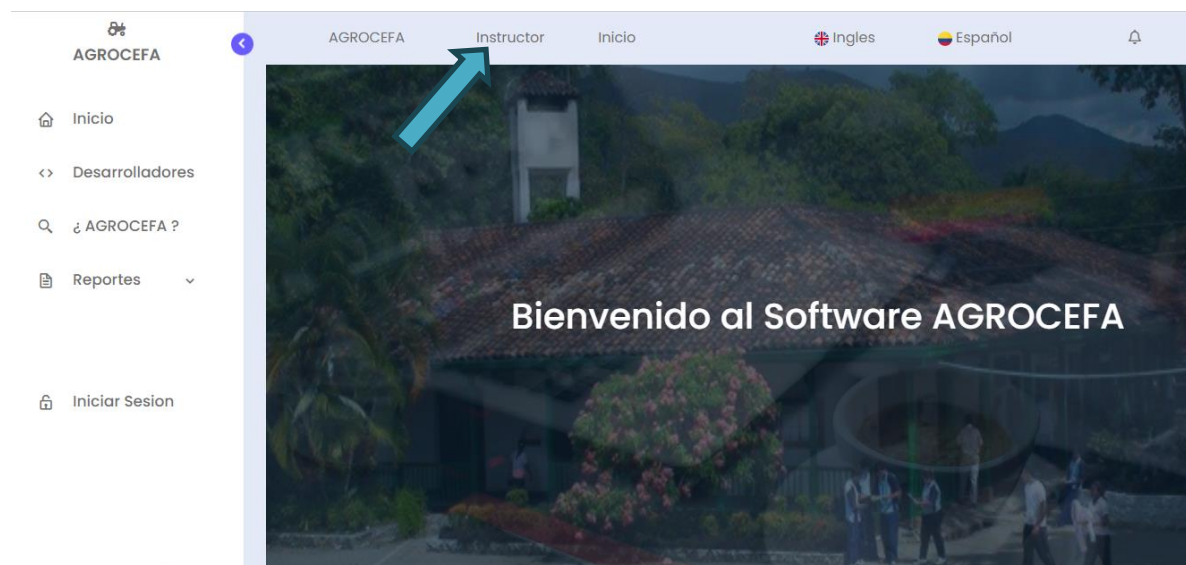 AGROCEFA
Inicio
Desarrolladores
¿ AGROCEFA ?
Reportes
Iniciar Sesion
AGROCEFA Instructor Inicio Ingles Español
Bienvenido al Software AGROCEFA